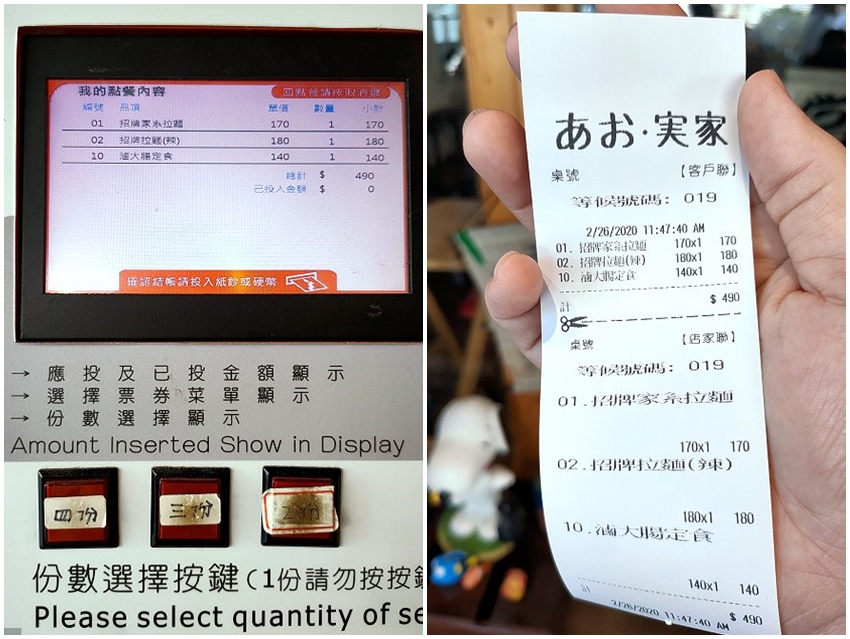 我的點餐內容 回點餐請按取消鍵
編號 品項 單價 數量 小計
01 招牌家系拉麵 170 1 170
02 招牌拉麵(辣) 180 1 180
10 滷大腸定食 140 1 140
總計 $ 490
已投入金額 $ 0
確認結帳請投入紙鈔或硬幣
→ 應投及已投金額顯示
→ 選擇票券菜單顯示
→ 份數選擇顯示
Amount Inserted Show in Display
四份 三份 2份
份數選擇按鍵(1份請勿按按鍵
Please select quantity of se
あお・実家
桌號 【客戶聯】
等候號碼: 019
2/26/2020 11:47:40 AM
01. 招牌家系拉麵 170x1 170
02. 招牌拉麵(辣) 180x1 180
10. 滷大腸定食 140x1 140
計 $ 490
桌號 【店家聯】
等候號碼: 019
01.招牌家系拉麵
170x1 170
02.招牌拉麵(辣)
180x1 180
10.滷大腸定食
140x1 140
2/26/2020 11:47:40 AM $ 490